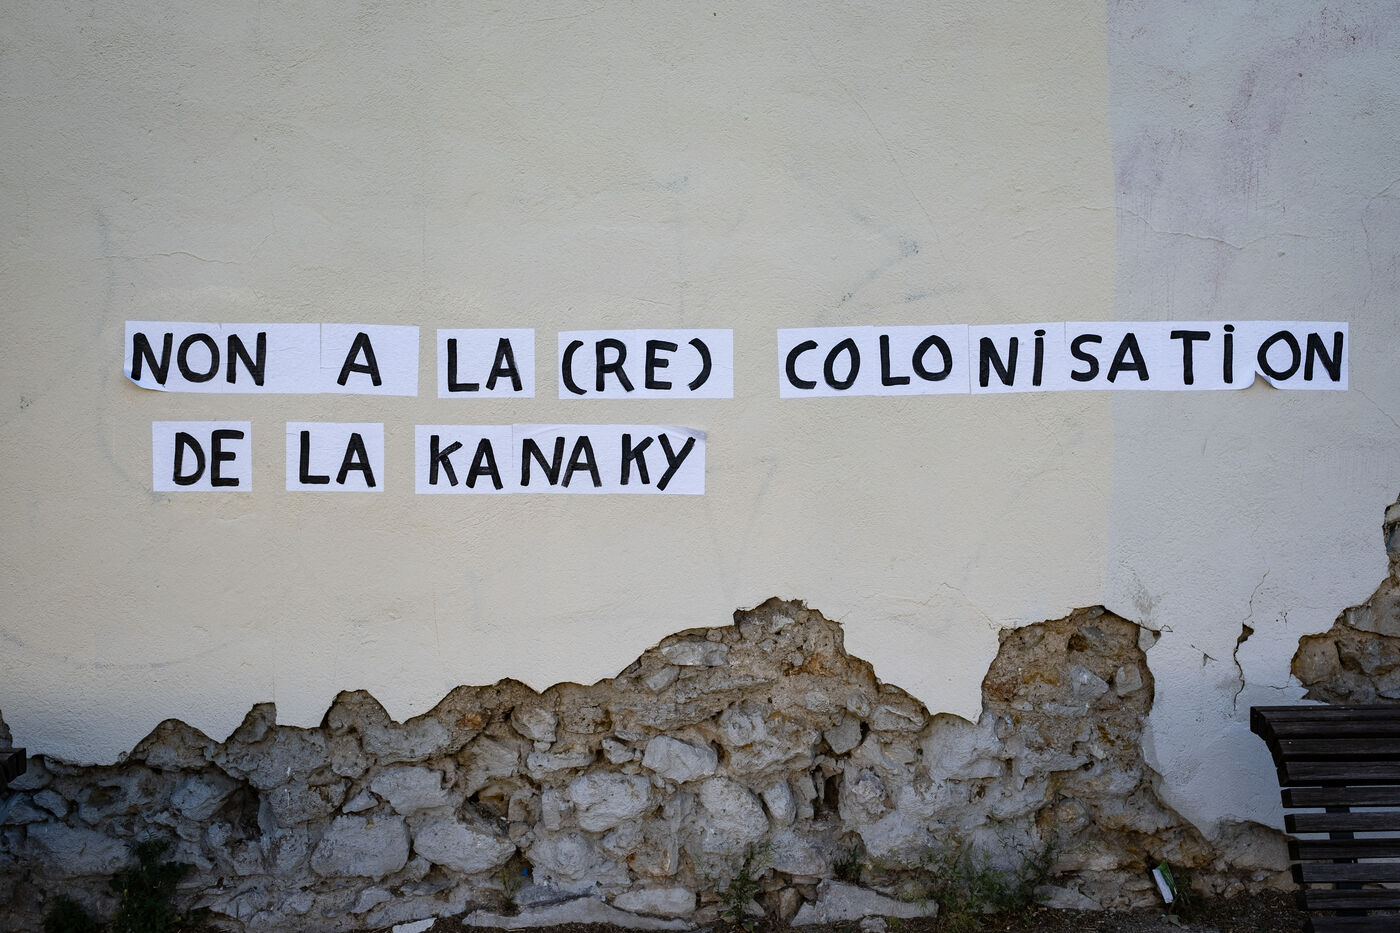 NON A LA (RE) COLONISATION
DE LA KANAKY